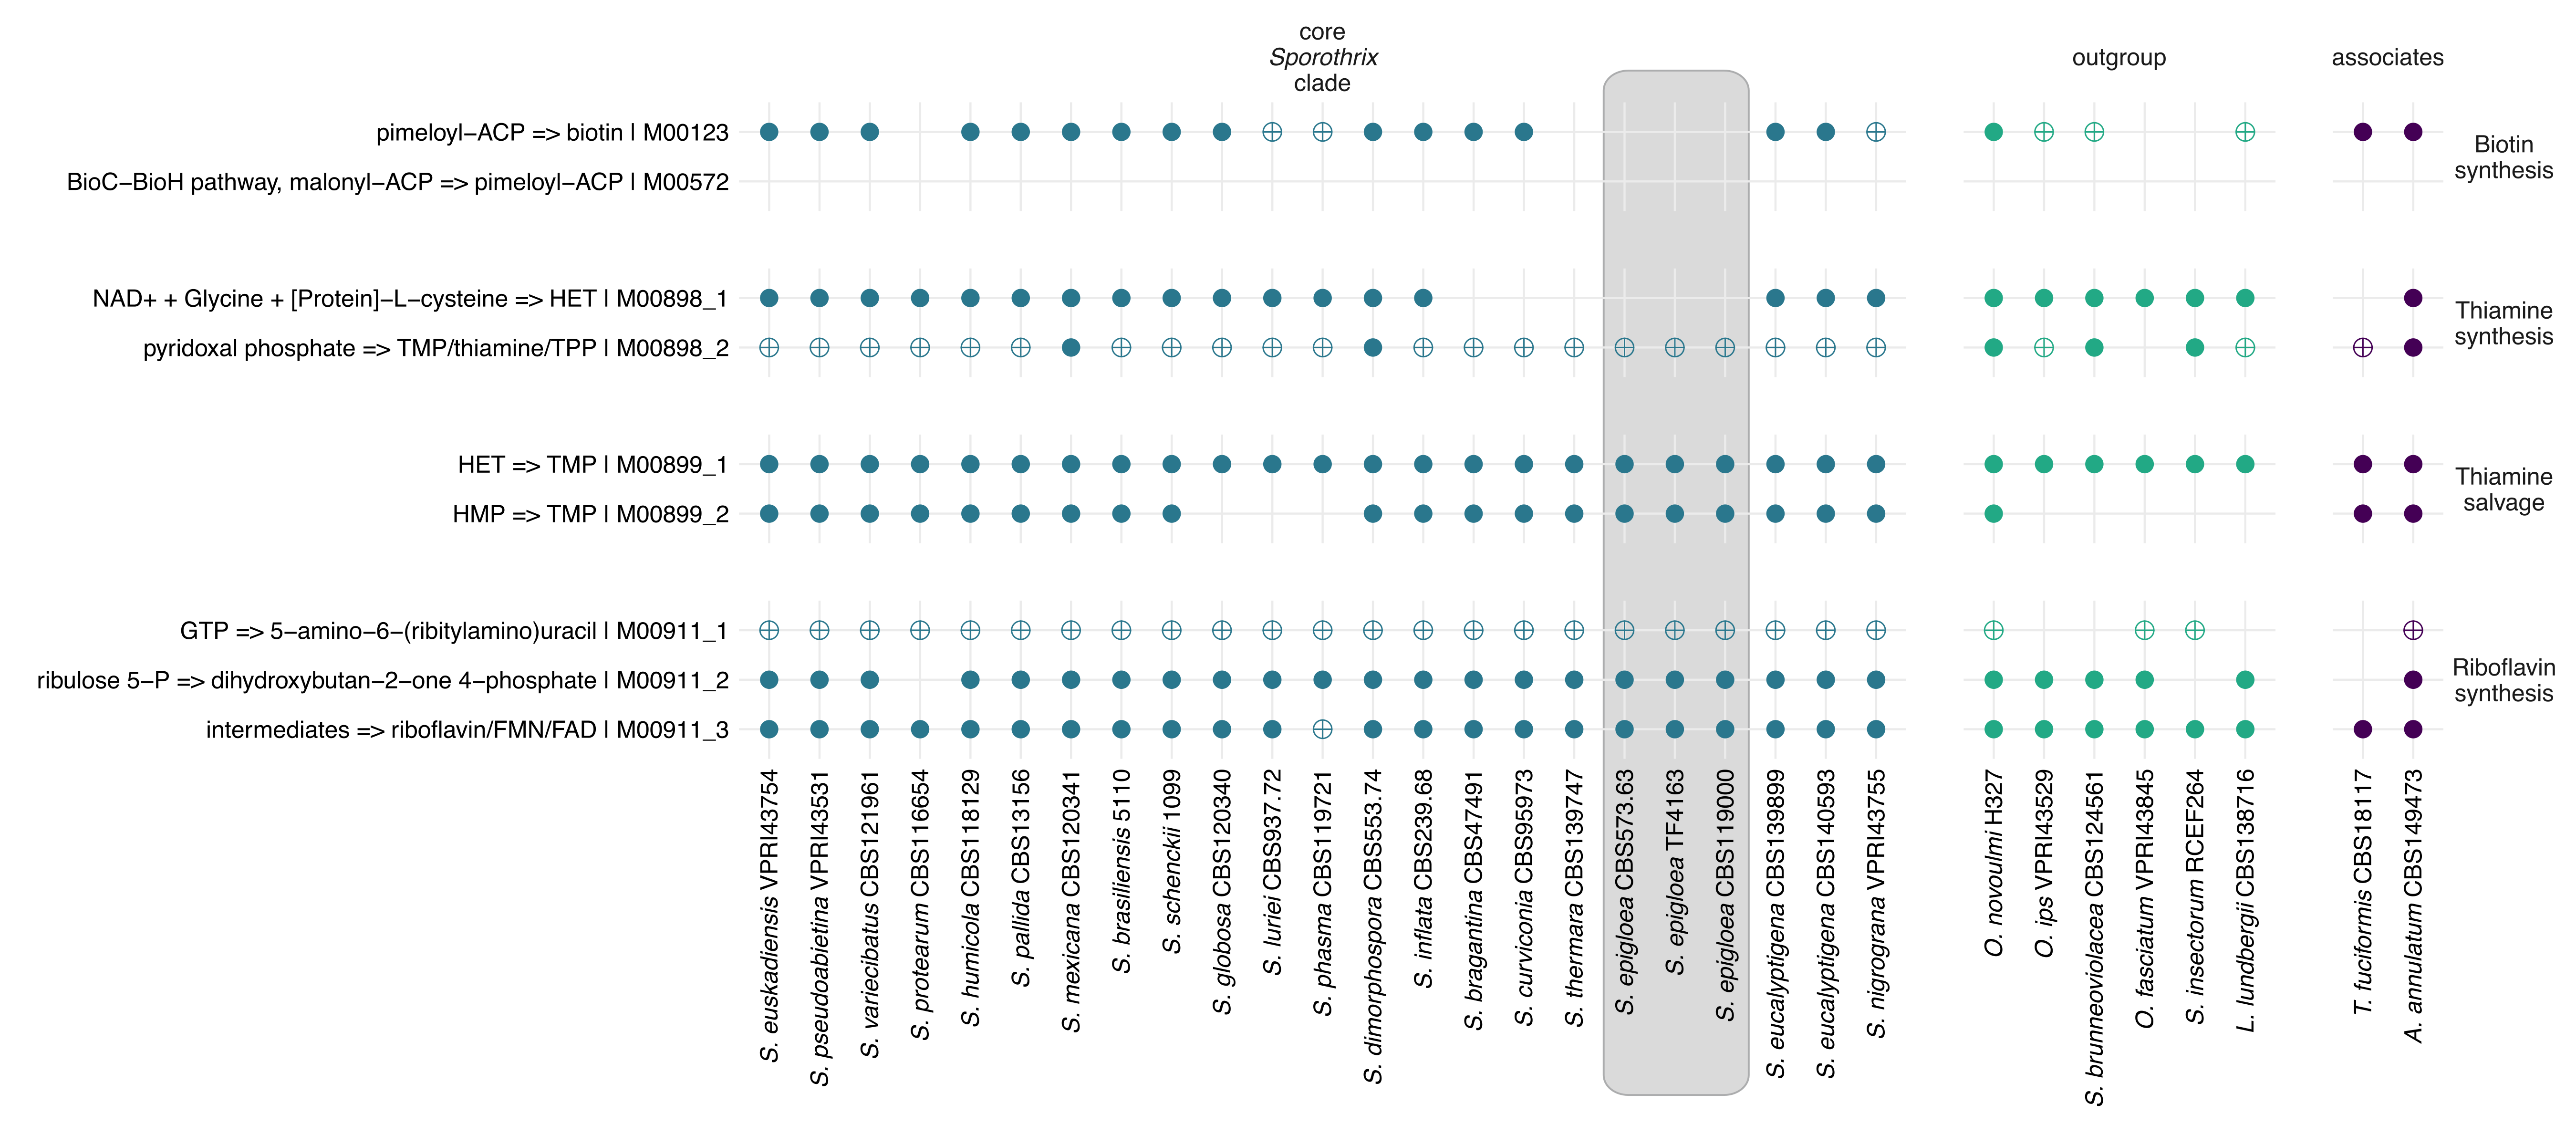 core
Sporothrix
clade
outgroup
associates
pimeloyl−ACP => biotin | M00123
BioC−BioH pathway, malonyl−ACP => pimeloyl−ACP | M00572
Biotin
synthesis
NAD+ + Glycine + [Protein]−L−cysteine => HET | M00898_1
pyridoxal phosphate => TMP/thiamine/TPP | M00898_2
Thiamine
synthesis
HET => TMP | M00899_1
HMP => TMP | M00899_2
Thiamine
salvage
GTP => 5−amino−6−(ribitylamino)uracil | M00911_1
ribulose 5−P => dihydroxybutan−2−one 4−phosphate | M00911_2
intermediates => riboflavin/FMN/FAD | M00911_3
Riboflavin
synthesis
S. euskadiensis VPRI43754
S. pseudoabietina VPRI43531
S. variecibatus CBS121961
S. protearum CBS116654
S. humicola CBS118129
S. pallida CBS13156
S. mexicana CBS120341
S. brasiliensis 5110
S. schenckii 1099
S. globosa CBS120340
S. luriei CBS937.72
S. phasma CBS119721
S. dimorphospora CBS553.74
S. inflata CBS239.68
S. bragantina CBS47491
S. curviconia CBS95973
S. thermara CBS139747
S. epigloea CBS573.63
S. epigloea TF4163
S. epigloea CBS119000
S. eucalyptigena CBS139899
S. eucalyptigena CBS140593
S. nigrograna VPRI43755
O. novoulmi H327
O. ips VPRI43529
S. brunneoviolacea CBS124561
O. fasciatum VPRI43845
S. insectorum RCEF264
L. lundbergii CBS138716
T. fuciformis CBS18117
A. annulatum CBS149473